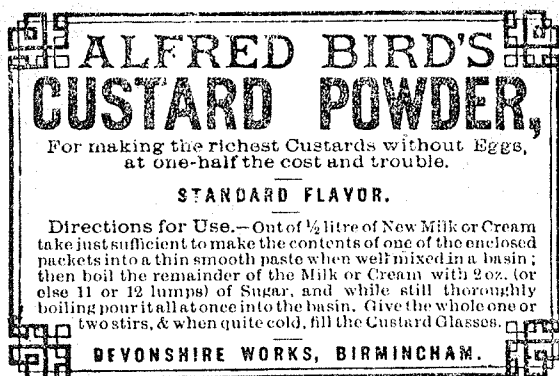 ALFRED BIRD'S
CUSTARD POWDER,
For making the richest Custards without Eggs,
at one-half the cost and trouble.
STANDARD FLAVOR.
Directions for Use.—Out of ½ litre of New Milk or Cream
take just sufficient to make the contents of one of the enclosed
packets into a thin smooth paste when well mixed in a basin;
then boil the remainder of the Milk or Cream with 2 oz. (or
else 11 or 12 lumps) of Sugar, and while still thoroughly
boiling pour it all at once into the basin. Give the whole one or
two stirs, & when quite cold, fill the Custard Glasses.
DEVONSHIRE WORKS, BIRMINGHAM.